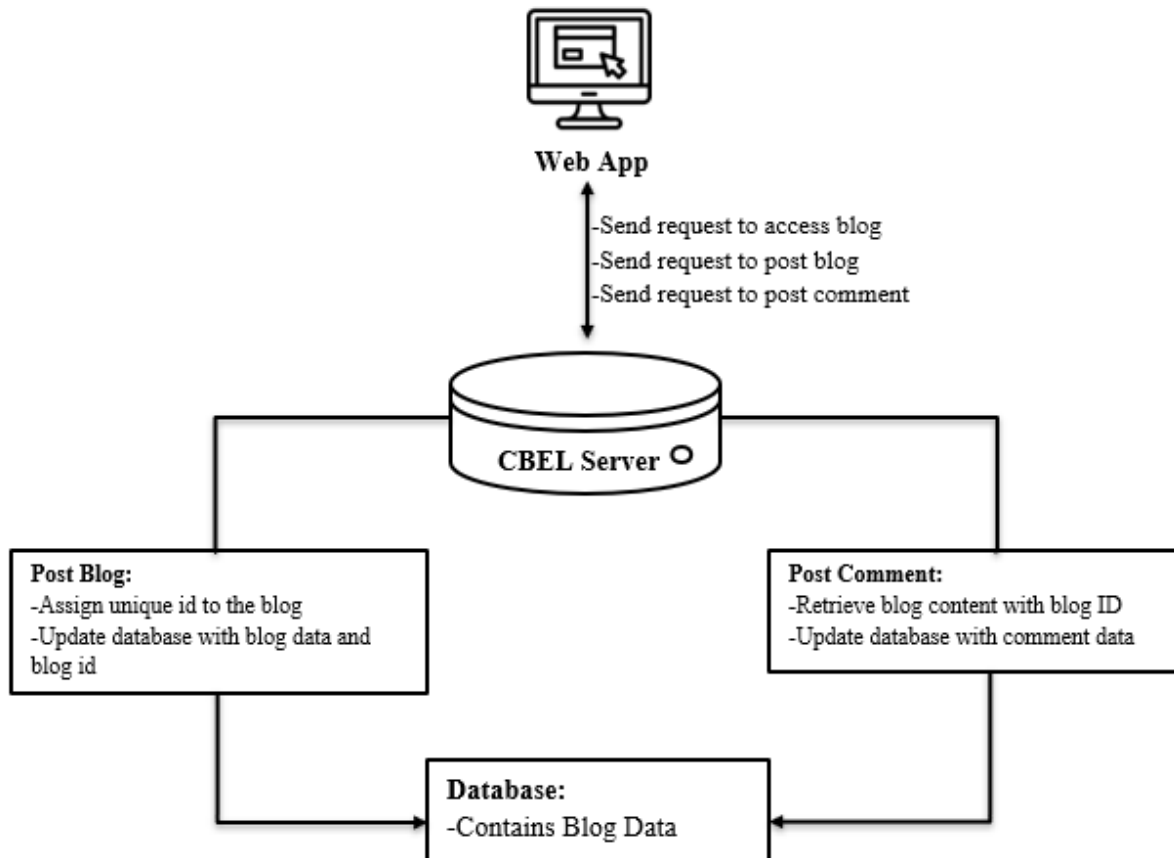 Web App
-Send request to access blog
-Send request to post blog
-Send request to post comment
CBEL Server
Post Blog:
-Assign unique id to the blog
-Update database with blog data and
blog id
Post Comment:
-Retrieve blog content with blog ID
-Update database with comment data
Database:
-Contains Blog Data